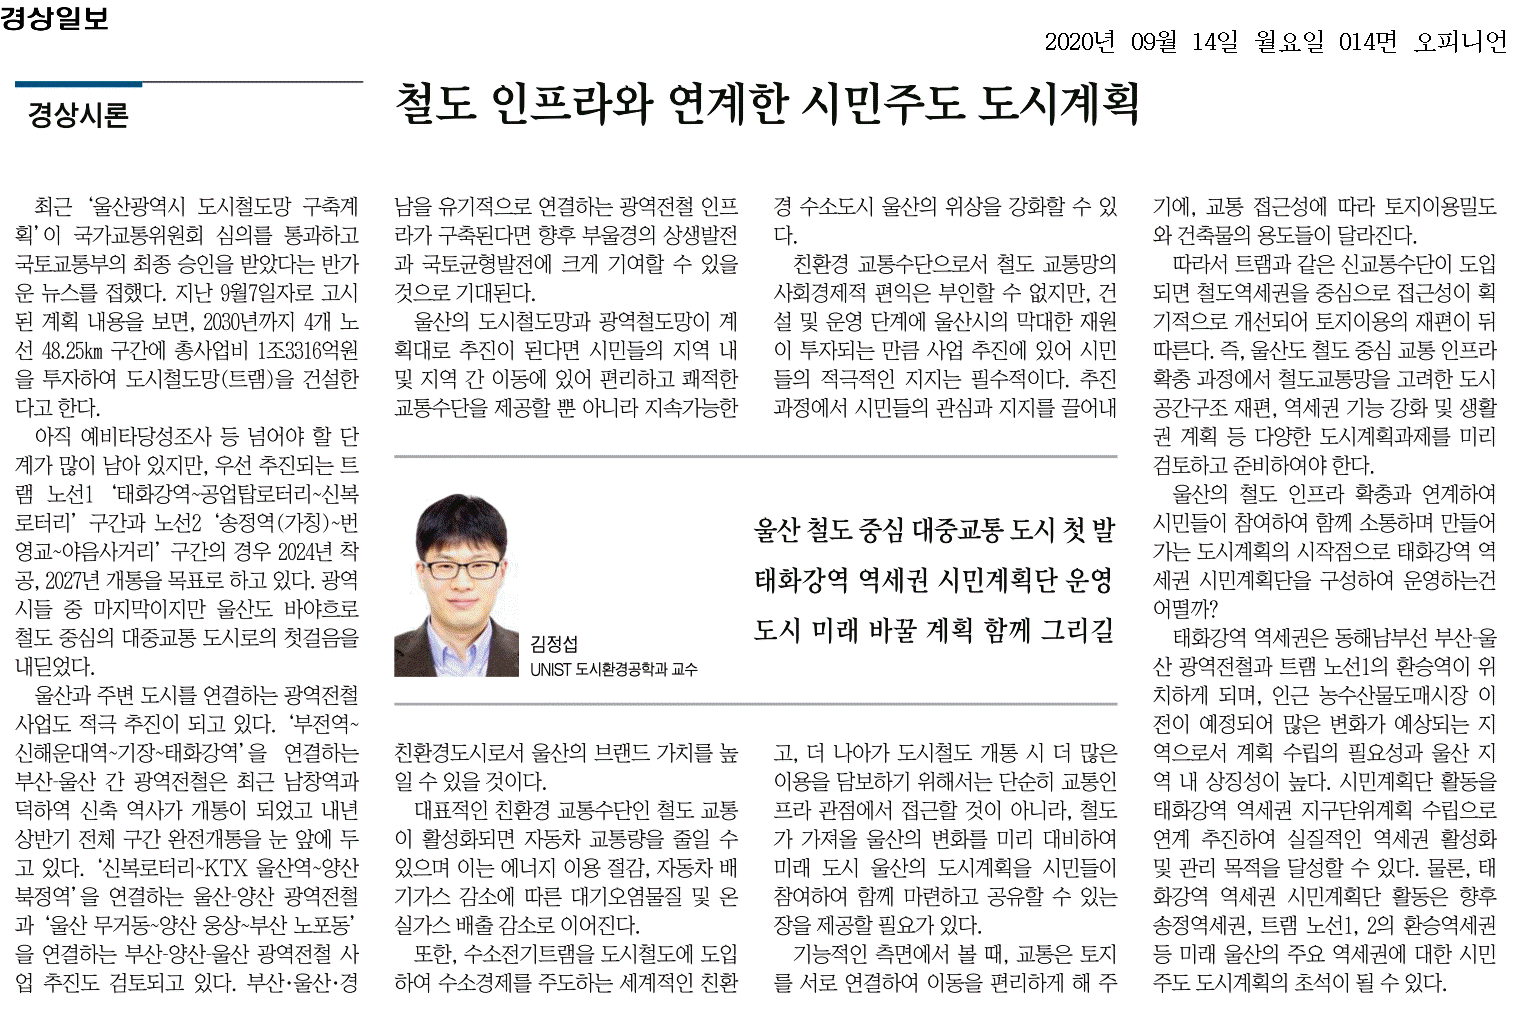 경상일보
2020년 09월 14일 월요일 014면 오피니언
경상시론
철도 인프라와 연계한 시민주도 도시계획
최근 ‘울산광역시 도시철도망 구축계
획’이 국가교통위원회 심의를 통과하고
국토교통부의 최종 승인을 받았다는 반가
운 뉴스를 접했다. 지난 9월7일자로 고시
된 계획 내용을 보면, 2030년까지 4개 노
선 48.25㎞ 구간에 총사업비 1조3316억원
을 투자하여 도시철도망(트램)을 건설한
다고 한다.
아직 예비타당성조사 등 넘어야 할 단
계가 많이 남아 있지만, 우선 추진되는 트
램 노선1 ‘태화강역~공업탑로터리~신복
로터리’ 구간과 노선2 ‘송정역(가칭)~번
영교~야음사거리’ 구간의 경우 2024년 착
공, 2027년 개통을 목표로 하고 있다. 광역
시들 중 마지막이지만 울산도 바야흐로
철도 중심의 대중교통 도시로의 첫걸음을
내딛었다.
울산과 주변 도시를 연결하는 광역전철
사업도 적극 추진이 되고 있다. ‘부전역~
신해운대역~기장~태화강역’을 연결하는
부산-울산 간 광역전철은 최근 남창역과
덕하역 신축 역사가 개통이 되었고 내년
상반기 전체 구간 완전개통을 눈 앞에 두
고 있다. ‘신복로터리~KTX 울산역~양산
북정역’을 연결하는 울산-양산 광역전철
과 ‘울산 무거동~양산 웅상~부산 노포동’
을 연결하는 부산-양산-울산 광역전철 사
업 추진도 검토되고 있다. 부산·울산·경
남을 유기적으로 연결하는 광역전철 인프
라가 구축된다면 향후 부울경의 상생발전
과 국토균형발전에 크게 기여할 수 있을
것으로 기대된다.
울산의 도시철도망과 광역철도망이 계
획대로 추진이 된다면 시민들의 지역 내
및 지역 간 이동에 있어 편리하고 쾌적한
교통수단을 제공할 뿐 아니라 지속가능한
친환경도시로서 울산의 브랜드 가치를 높
일 수 있을 것이다.
대표적인 친환경 교통수단인 철도 교통
이 활성화되면 자동차 교통량을 줄일 수
있으며 이는 에너지 이용 절감, 자동차 배
기가스 감소에 따른 대기오염물질 및 온
실가스 배출 감소로 이어진다.
또한, 수소전기트램을 도시철도에 도입
하여 수소경제를 주도하는 세계적인 친환
경 수소도시 울산의 위상을 강화할 수 있
다.
친환경 교통수단으로서 철도 교통망의
사회경제적 편익은 부인할 수 없지만, 건
설 및 운영 단계에 울산시의 막대한 재원
이 투자되는 만큼 사업 추진에 있어 시민
들의 적극적인 지지는 필수적이다. 추진
과정에서 시민들의 관심과 지지를 끌어내
고, 더 나아가 도시철도 개통 시 더 많은
이용을 담보하기 위해서는 단순히 교통인
프라 관점에서 접근할 것이 아니라, 철도
가 가져올 울산의 변화를 미리 대비하여
미래 도시 울산의 도시계획을 시민들이
참여하여 함께 마련하고 공유할 수 있는
장을 제공할 필요가 있다.
기능적인 측면에서 볼 때, 교통은 토지
를 서로 연결하여 이동을 편리하게 해 주
기에, 교통 접근성에 따라 토지이용밀도
와 건축물의 용도들이 달라진다.
따라서 트램과 같은 신교통수단이 도입
되면 철도역세권을 중심으로 접근성이 획
기적으로 개선되어 토지이용의 재편이 뒤
따른다. 즉, 울산도 철도 중심 교통 인프라
확충 과정에서 철도교통망을 고려한 도시
공간구조 재편, 역세권 기능 강화 및 생활
권 계획 등 다양한 도시계획과제를 미리
검토하고 준비하여야 한다.
울산의 철도 인프라 확충과 연계하여
시민들이 참여하여 함께 소통하며 만들어
가는 도시계획의 시작점으로 태화강역 역
세권 시민계획단을 구성하여 운영하는건
어떨까?
태화강역 역세권은 동해남부선 부산-울
산 광역전철과 트램 노선1의 환승역이 위
치하게 되며, 인근 농수산물도매시장 이
전이 예정되어 많은 변화가 예상되는 지
역으로서 계획 수립의 필요성과 울산 지
역 내 상징성이 높다. 시민계획단 활동을
태화강역 역세권 지구단위계획 수립으로
연계 추진하여 실질적인 역세권 활성화
및 관리 목적을 달성할 수 있다. 물론, 태
화강역 역세권 시민계획단 활동은 향후
송정역세권, 트램 노선1, 2의 환승역세권
등 미래 울산의 주요 역세권에 대한 시민
주도 도시계획의 초석이 될 수 있다.
김정섭
UNIST 도시환경공학과 교수
울산 철도 중심 대중교통 도시 첫 발
태화강역 역세권 시민계획단 운영
도시 미래 바꿀 계획 함께 그리길